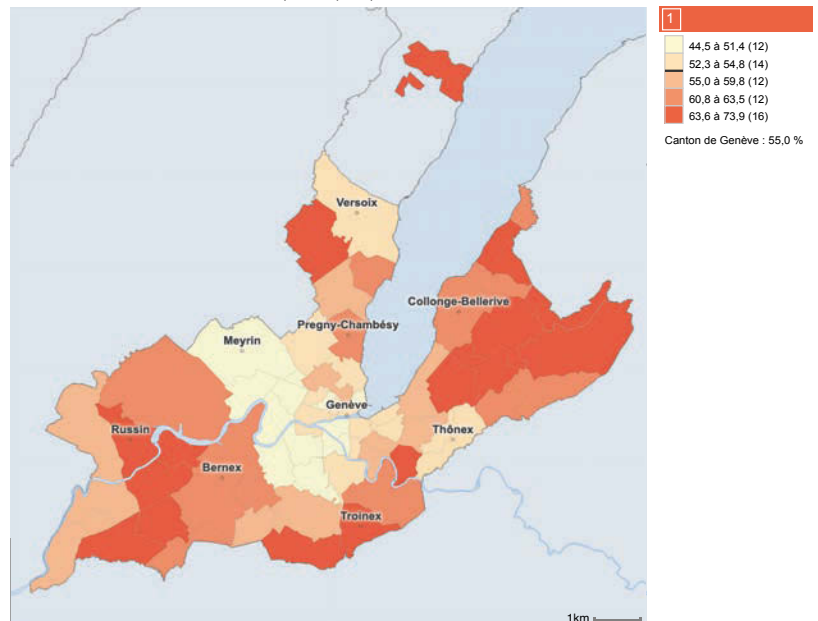 1
44,5 à 51,4 (12)
52,3 à 54,8 (14)
55,0 à 59,8 (12)
60,8 à 63,5 (12)
63,6 à 73,9 (16)
Canton de Genève : 55,0 %
Versoix
Collonge-Bellerive
Pregny-Chambésy
Meyrin
Genève
Russin
Thônex
Bernex
Troinex
1km